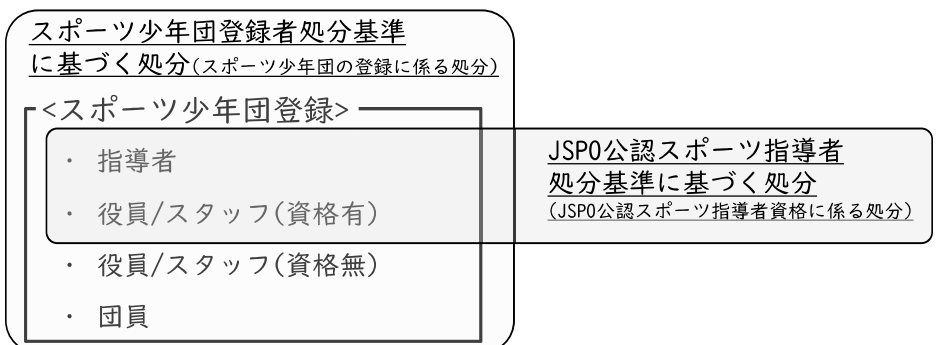 スポーツ少年団登録者処分基準
に基づく処分(スポーツ少年団の登録に係る処分)
<スポーツ少年団登録>
・ 指導者
・ 役員/スタッフ(資格有)
・ 役員/スタッフ(資格無)
・ 団員
JSPO公認スポーツ指導者
処分基準に基づく処分
(JSPO公認スポーツ指導者資格に係る処分)